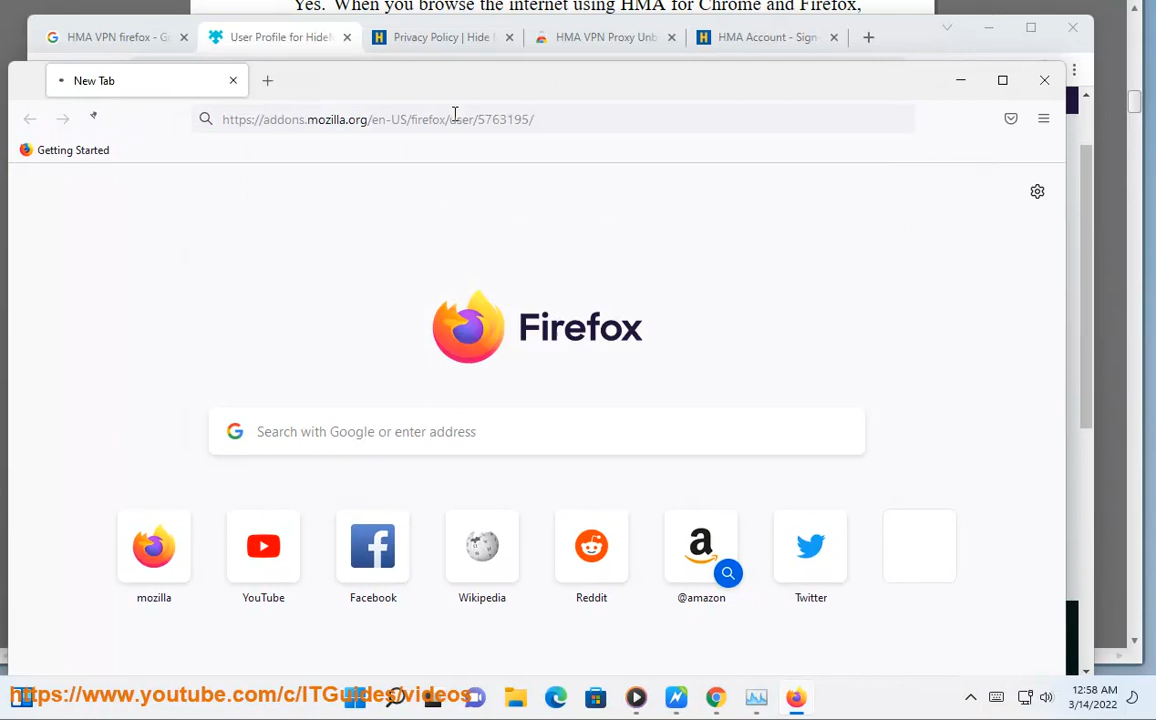 Yes. When you browse the internet using HMA for Chrome and Firefox,
HMA VPN firefox - G
User Profile for HideM
Privacy Policy | Hide
HMA VPN Proxy Unb
HMA Account - Sign
New Tab
https://addons.mozilla.org/en-US/firefox/user/5763195/
Getting Started
Firefox
Search with Google or enter address
mozilla
YouTube
Facebook
Wikipedia
Reddit
@amazon
Twitter
https://www.youtube.com/c/ITGuides/videos
12:58 AM
3/14/2022